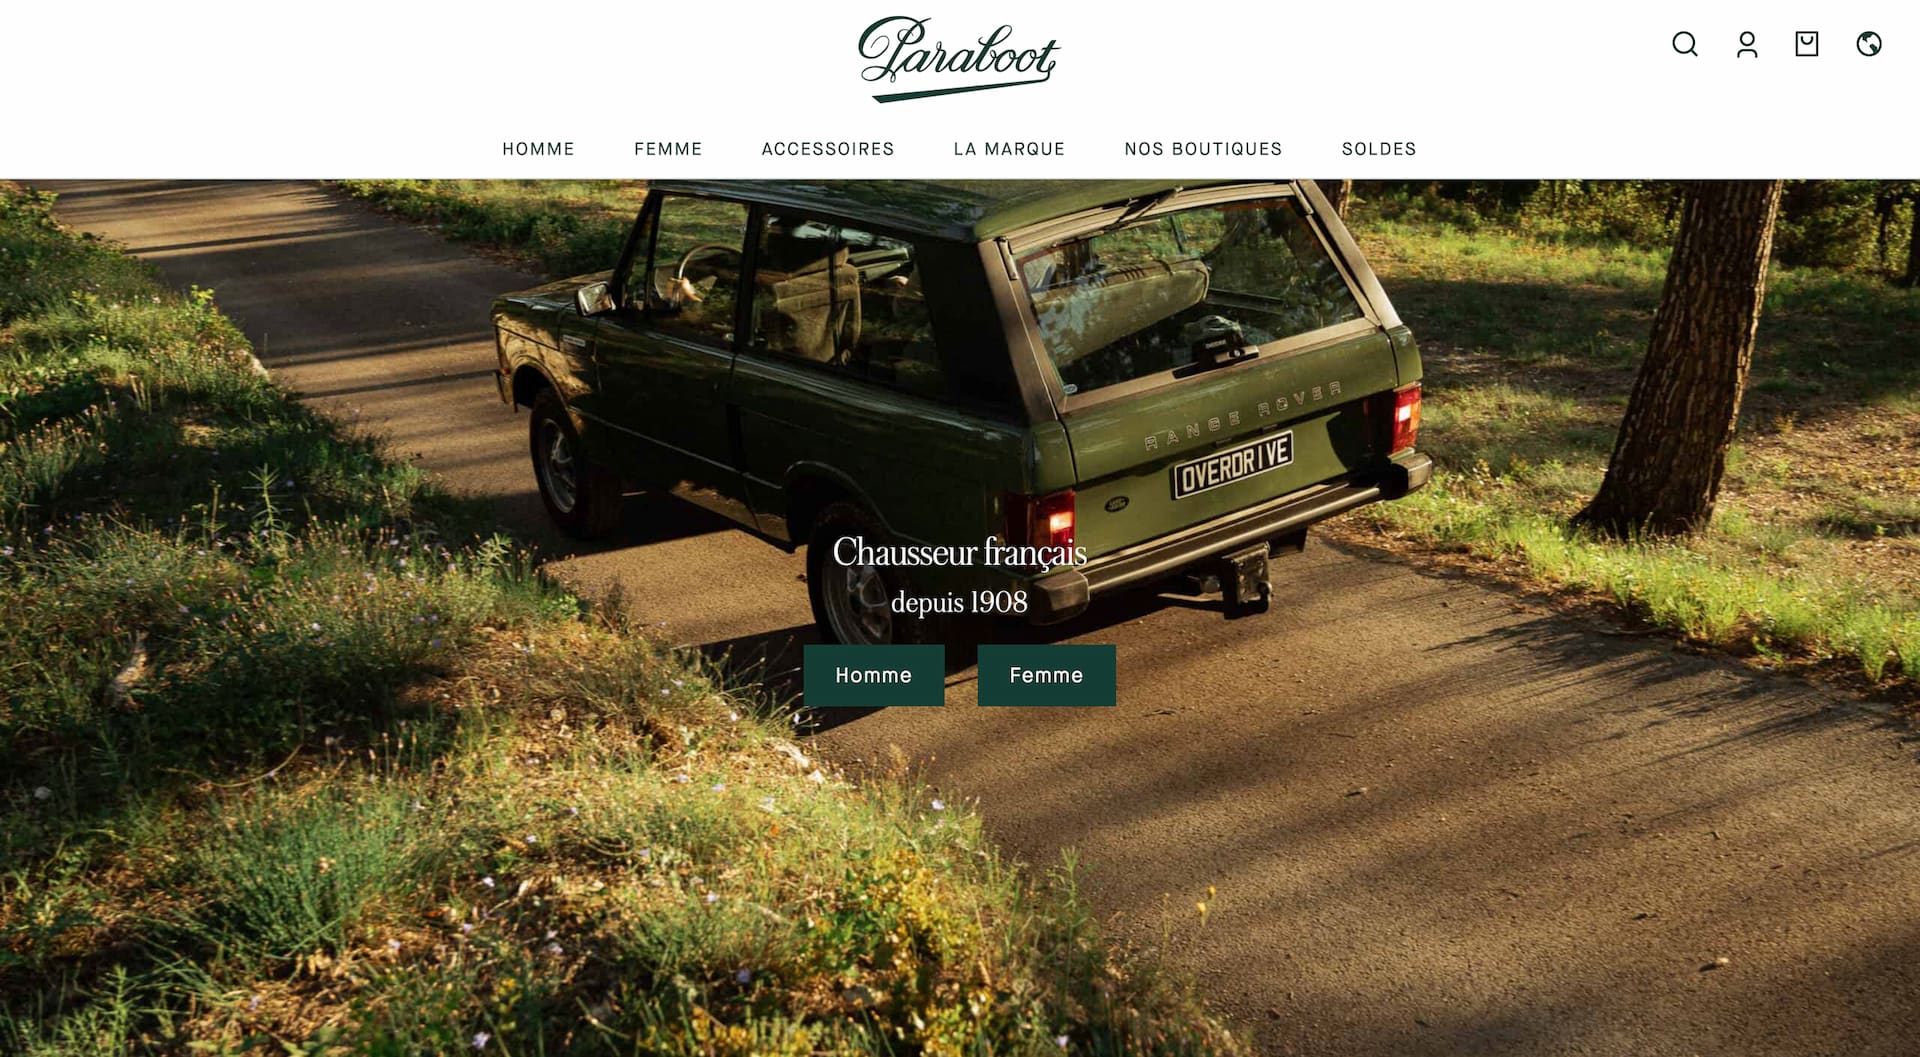 Paraboot
HOMME FEMME ACCESSOIRES LA MARQUE NOS BOUTIQUES SOLDES
RANGE ROVER
OVERDRIVE
Chausseur français
depuis 1908
Homme Femme